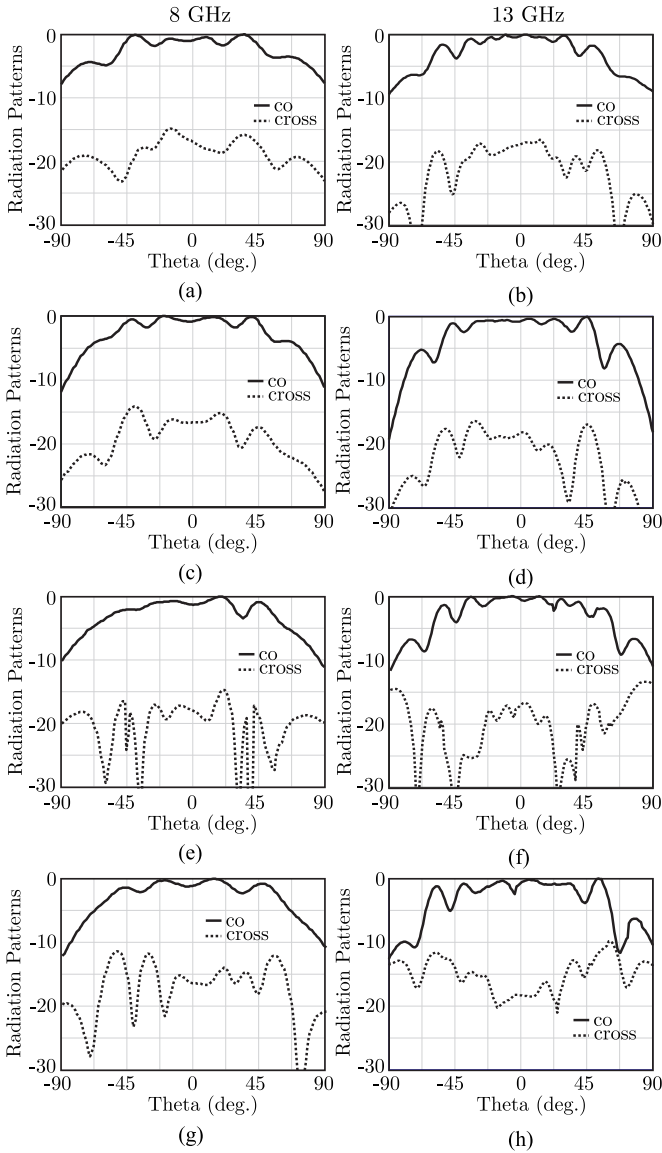 8 GHz
13 GHz
Radiation Patterns
0
-10
-20
-30
co
cross
-90
-45
0
45
90
Theta (deg.)
(a)
Radiation Patterns
0
-10
-20
-30
co
cross
-90
-45
0
45
90
Theta (deg.)
(b)
Radiation Patterns
0
-10
-20
-30
co
cross
-90
-45
0
45
90
Theta (deg.)
(c)
Radiation Patterns
0
-10
-20
-30
co
cross
-90
-45
0
45
90
Theta (deg.)
(d)
Radiation Patterns
0
-10
-20
-30
co
cross
-90
-45
0
45
90
Theta (deg.)
(e)
Radiation Patterns
0
-10
-20
-30
co
cross
-90
-45
0
45
90
Theta (deg.)
(f)
Radiation Patterns
0
-10
-20
-30
co
cross
-90
-45
0
45
90
Theta (deg.)
(g)
Radiation Patterns
0
-10
-20
-30
co
cross
-90
-45
0
45
90
Theta (deg.)
(h)